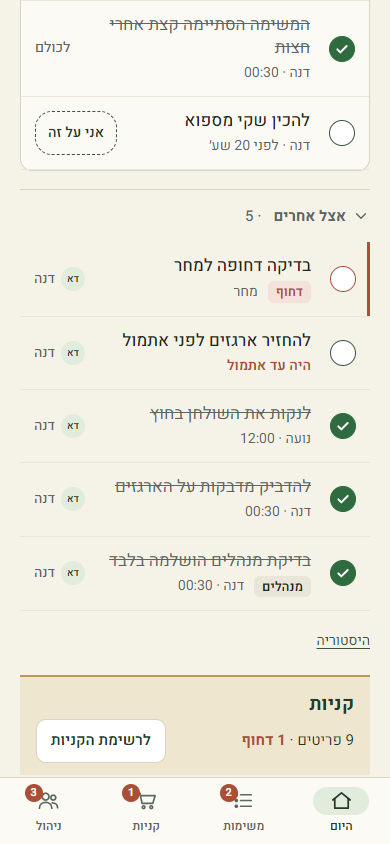 המשימה הסתיימה קצת אחרי
חצות
לכולם
דנה · 00:30
להכין שקי מספוא
דנה · לפני 20 שע'
אני על זה
אצל אחרים · 5
בדיקה דחופה למחר
דחוף מחר
דא דנה
להחזיר ארגזים לפני אתמול
היה עד אתמול
דא דנה
לנקות את השולחן בחוץ
נועה · 12:00
דא דנה
להדביק מדבקות על הארגזים
דנה · 00:30
דא דנה
בדיקת מנהלים הושלמה בלבד
מנהלים דנה · 00:30
דא דנה
היסטוריה
קניות
9 פריטים · 1 דחוף
לרשימת הקניות
היום
2
משימות
1
קניות
3
ניהול